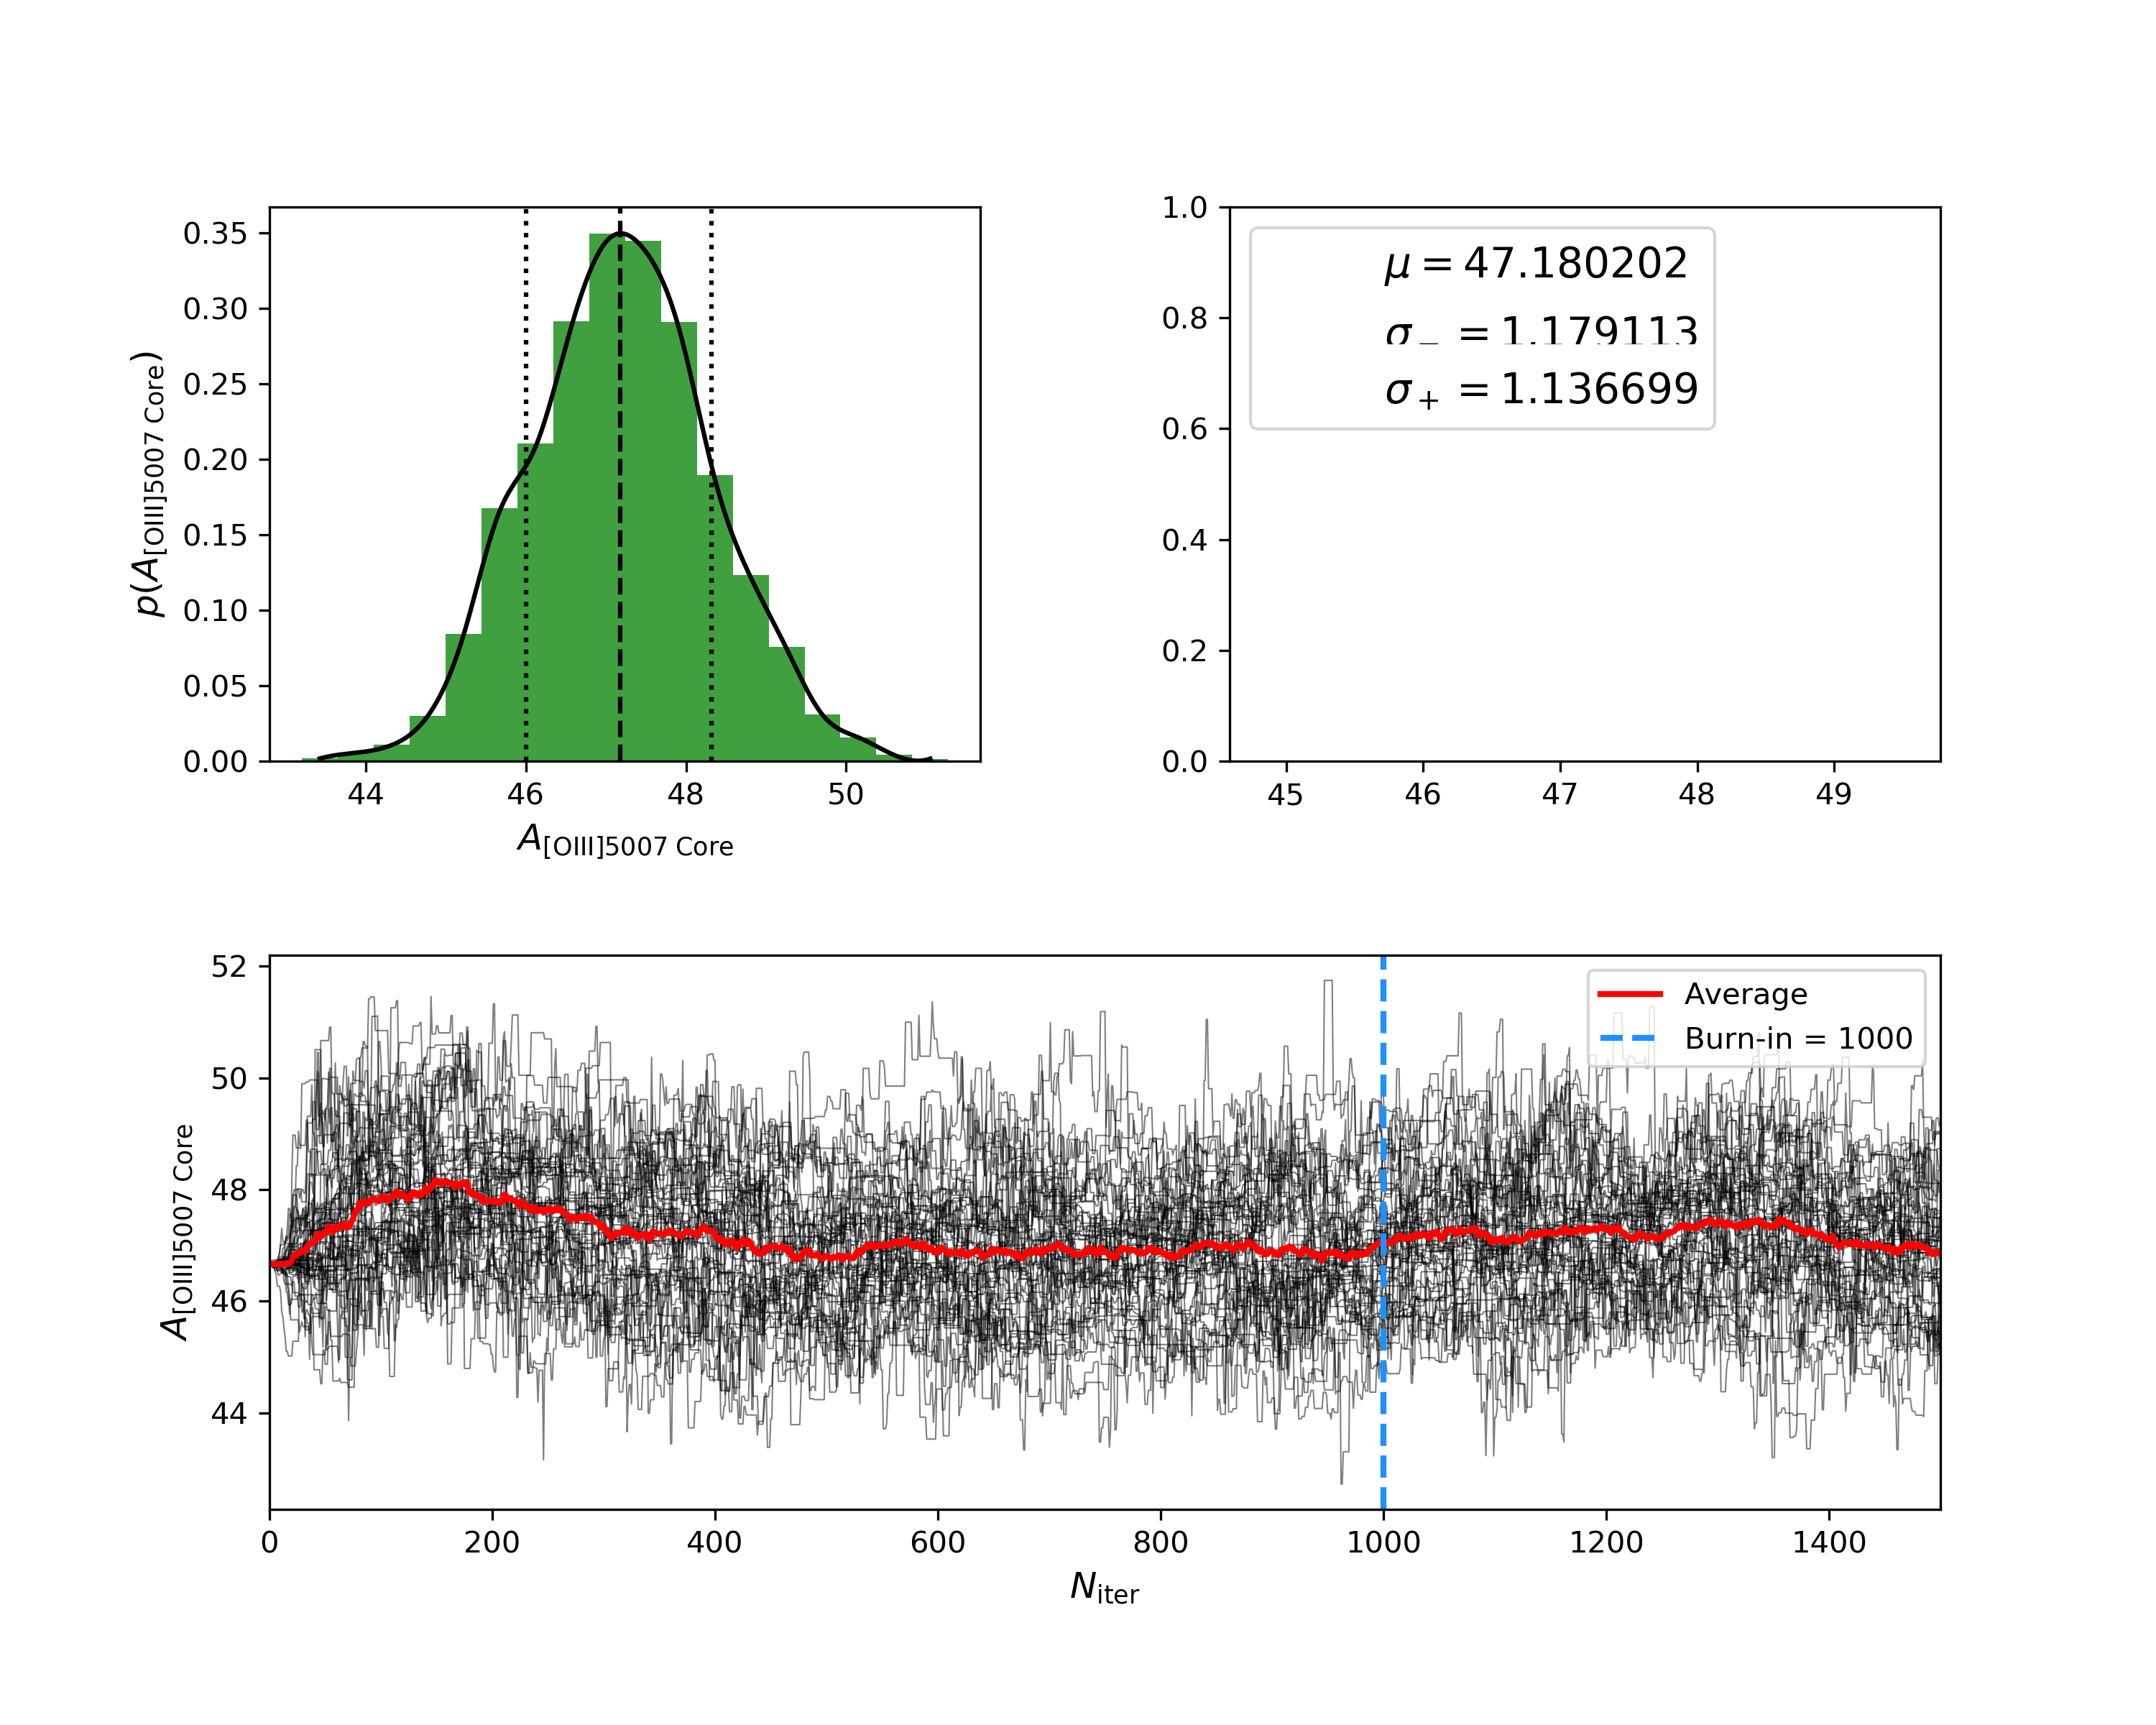 0.35
0.30
0.25
0.20
0.15
0.10
0.05
0.00
p(A[OIII]5007 Core)
44 46 48 50
A[OIII]5007 Core
1.0
0.8
0.6
0.4
0.2
0.0
μ = 47.180202
σ− = 1.179113
σ+ = 1.136699
45 46 47 48 49
52
50
48
46
44
A[OIII]5007 Core
Average
Burn-in = 1000
0 200 400 600 800 1000 1200 1400
Niter